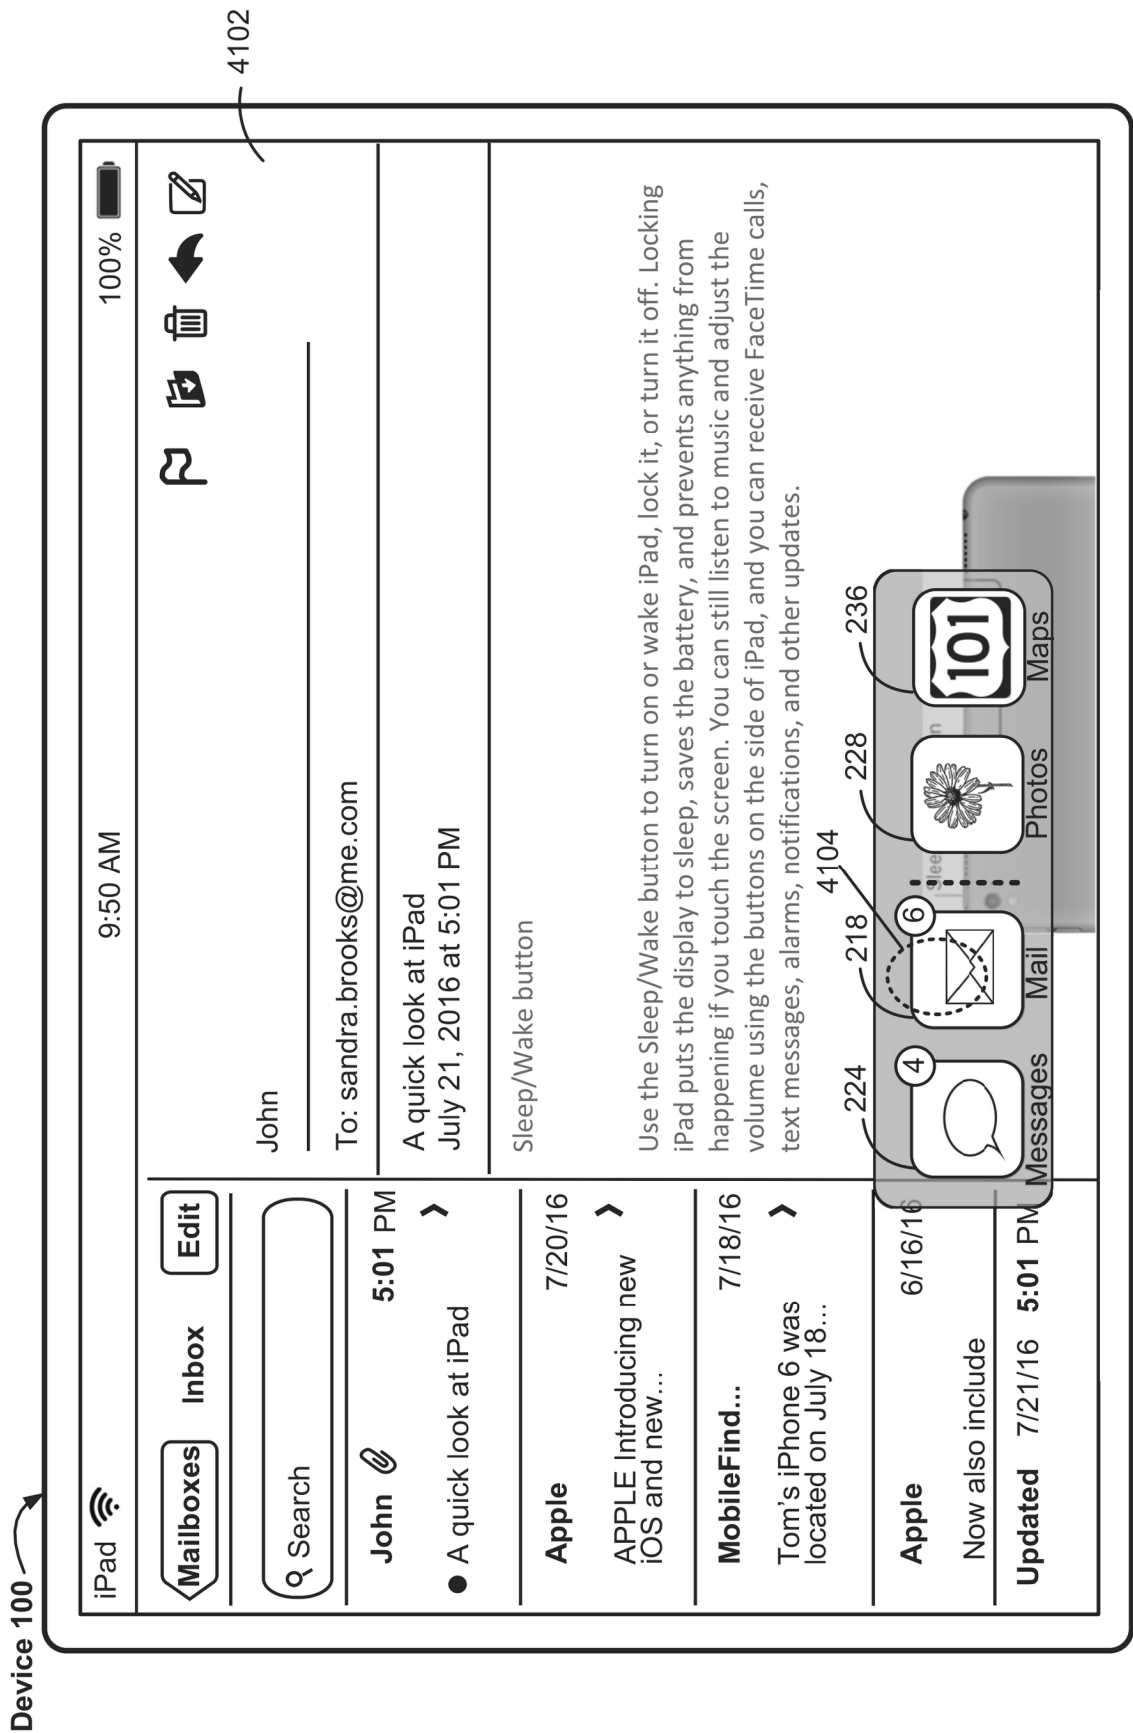 Device 100
4102
iPad
9:50 AM
100%
Mailboxes
Inbox
Edit
Search
John
5:01 PM
A quick look at iPad
Apple
7/20/16
APPLE Introducing new
iOS and new...
MobileFind...
7/18/16
Tom's iPhone 6 was
located on July 18...
Apple
6/16/16
Now also include
Updated 7/21/16 5:01 PM
John
To: sandra.brooks@me.com
A quick look at iPad
July 21, 2016 at 5:01 PM
Sleep/Wake button
Use the Sleep/Wake button to turn on or wake iPad, lock it, or turn it off. Locking
iPad puts the display to sleep, saves the battery, and prevents anything from
happening if you touch the screen. You can still listen to music and adjust the
volume using the buttons on the side of iPad, and you can receive FaceTime calls,
text messages, alarms, notifications, and other updates.
224
218
4104
228
236
4
6
101
Messages
Mail
Photos
Maps
Slee
n